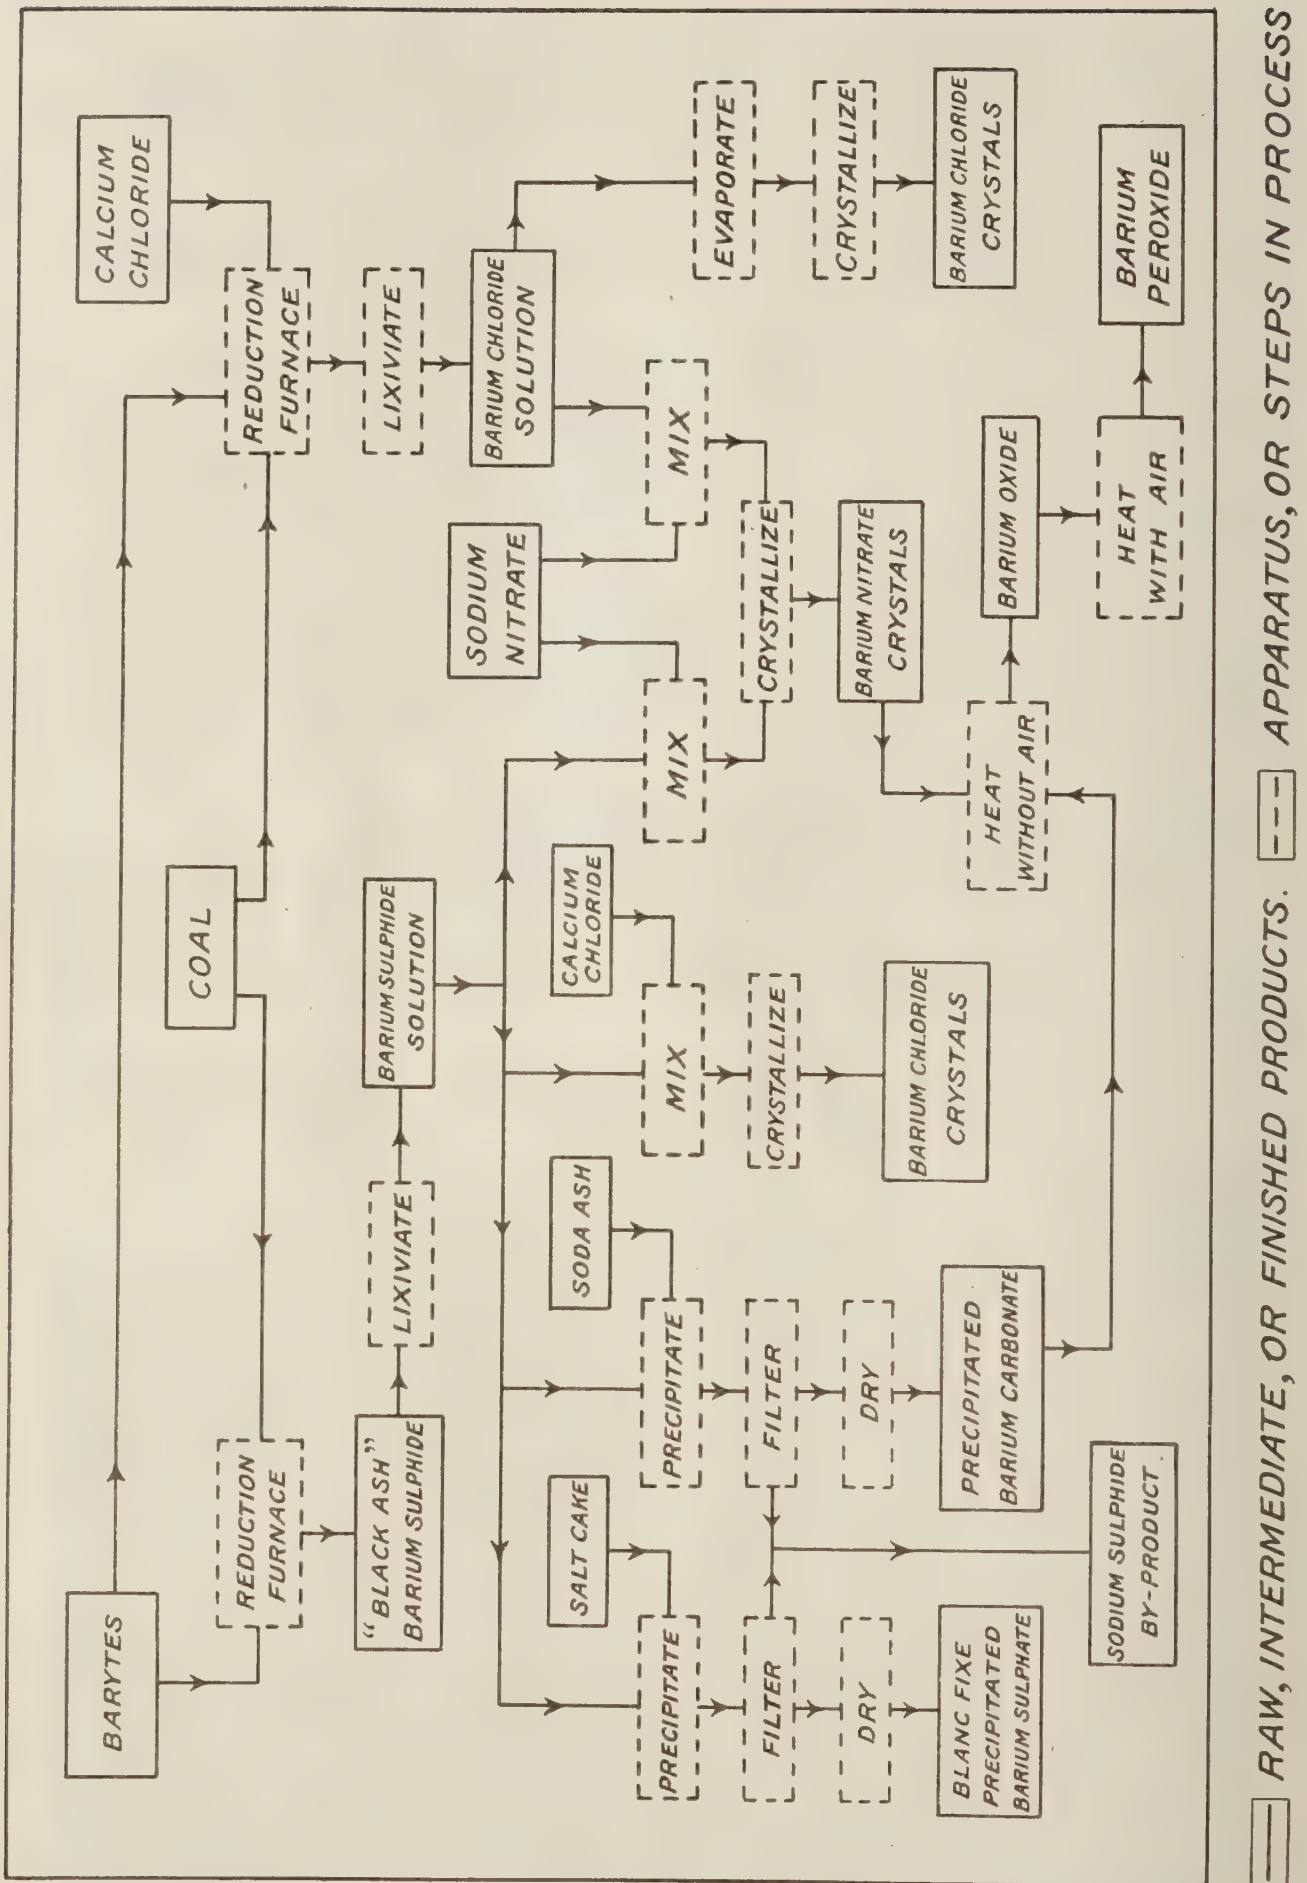 BARYTES
COAL
CALCIUM
CHLORIDE
REDUCTION
FURNACE
REDUCTION
FURNACE
"BLACK ASH"
BARIUM SULPHIDE
LIXIVIATE
BARIUM SULPHIDE
SOLUTION
LIXIVIATE
BARIUM CHLORIDE
SOLUTION
SALT CAKE
SODA ASH
CALCIUM
CHLORIDE
SODIUM
NITRATE
PRECIPITATE
PRECIPITATE
MIX
MIX
MIX
EVAPORATE
FILTER
FILTER
CRYSTALLIZE
CRYSTALLIZE
CRYSTALLIZE
DRY
DRY
BARIUM CHLORIDE
CRYSTALS
BARIUM NITRATE
CRYSTALS
BARIUM CHLORIDE
CRYSTALS
BLANC FIXE
PRECIPITATED
BARIUM SULPHATE
PRECIPITATED
BARIUM CARBONATE
HEAT
WITHOUT AIR
BARIUM OXIDE
SODIUM SULPHIDE
BY-PRODUCT.
HEAT
WITH AIR
BARIUM
PEROXIDE
RAW, INTERMEDIATE, OR FINISHED PRODUCTS. APPARATUS, OR STEPS IN PROCESS